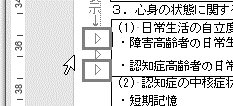 示
3. 心身の状態に関す
(1) 日常生活の自立度
・障害高齢者の日常生
・認知症高齢者の日常
(2) 認知症の中核症状
・短期記憶